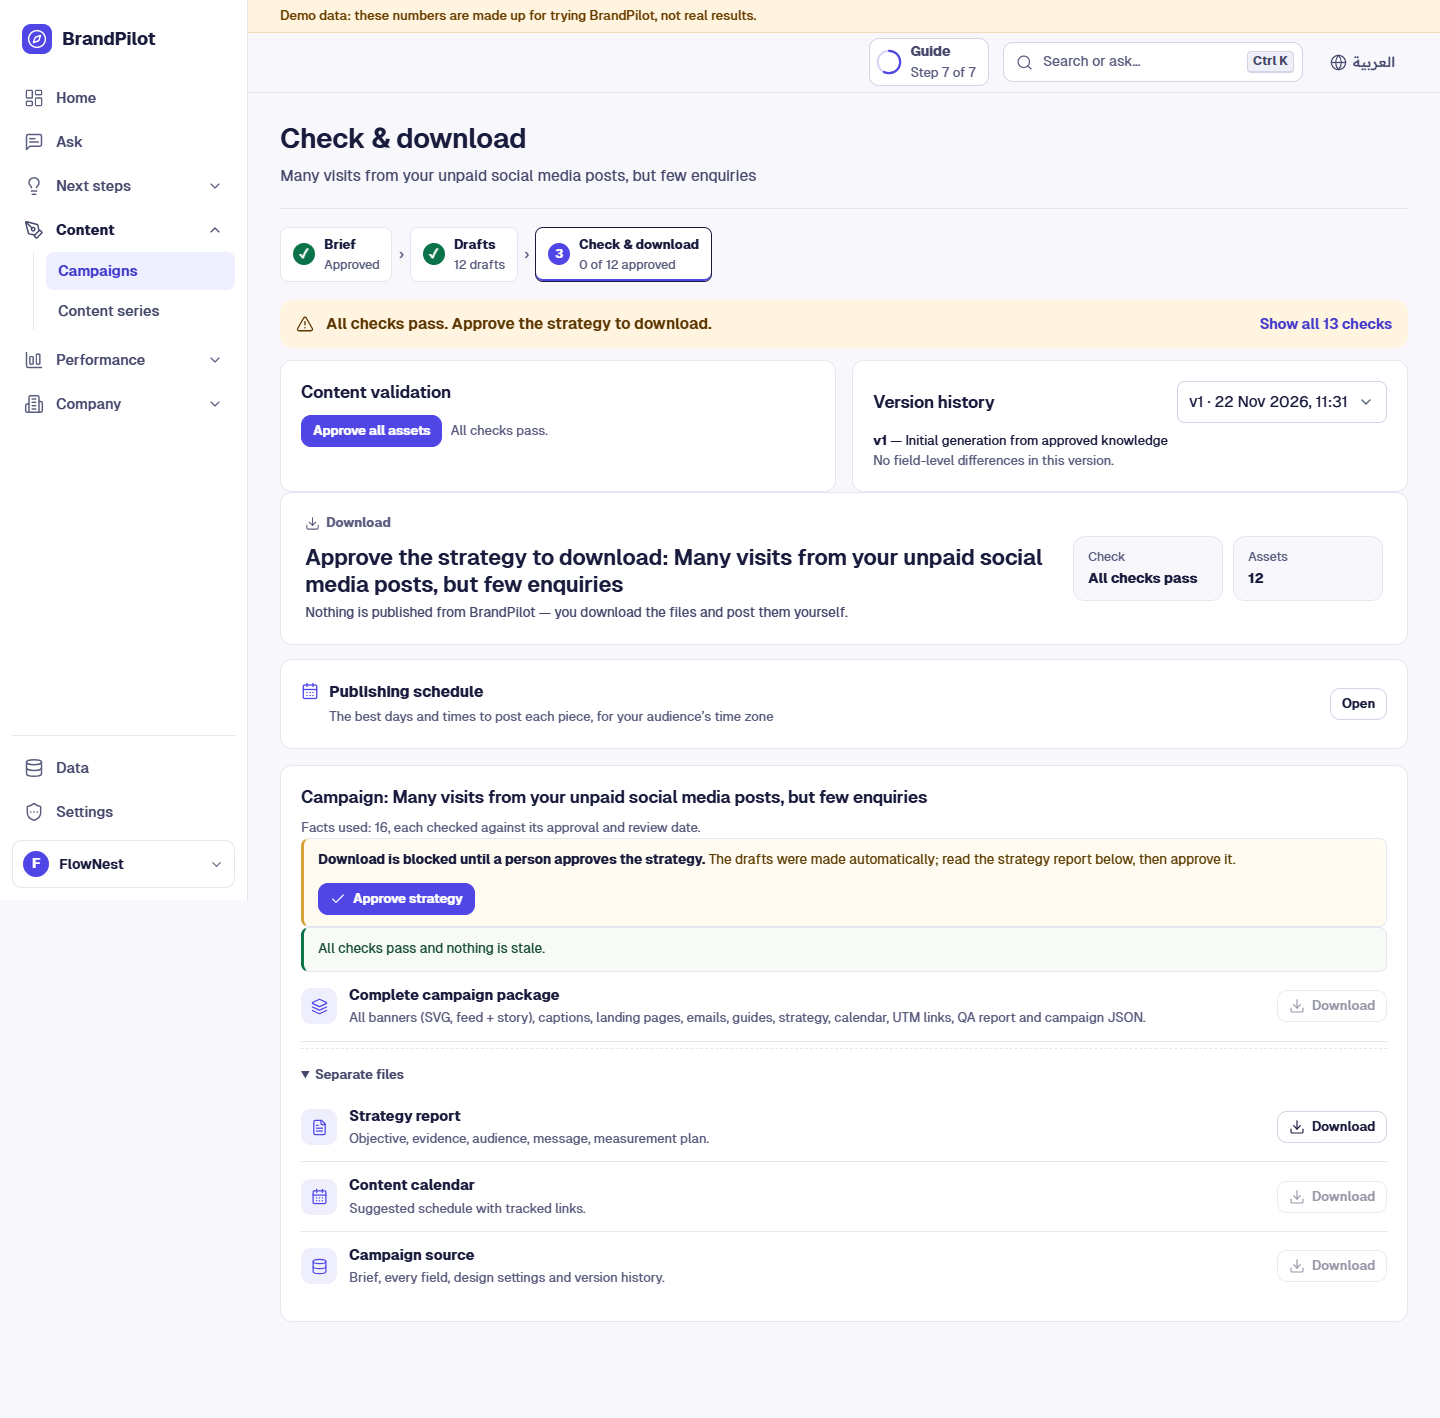 Demo data: these numbers are made up for trying BrandPilot, not real results.
BrandPilot
Guide
Step 7 of 7
Search or ask...
Ctrl K
العربية
Home
Ask
Next steps
Content
Campaigns
Content series
Performance
Company
Data
Settings
F
FlowNest
Check & download
Many visits from your unpaid social media posts, but few enquiries
Brief
Approved
›
Drafts
12 drafts
›
3
Check & download
0 of 12 approved
All checks pass. Approve the strategy to download.
Show all 13 checks
Content validation
Approve all assets
All checks pass.
Version history
v1 · 22 Nov 2026, 11:31
v1 — Initial generation from approved knowledge
No field-level differences in this version.
Download
Approve the strategy to download: Many visits from your unpaid social
media posts, but few enquiries
Nothing is published from BrandPilot — you download the files and post them yourself.
Check
All checks pass
Assets
12
Publishing schedule
The best days and times to post each piece, for your audience's time zone
Open
Campaign: Many visits from your unpaid social media posts, but few enquiries
Facts used: 16, each checked against its approval and review date.
Download is blocked until a person approves the strategy. The drafts were made automatically; read the strategy report below, then approve it.
Approve strategy
All checks pass and nothing is stale.
Complete campaign package
All banners (SVG, feed + story), captions, landing pages, emails, guides, strategy, calendar, UTM links, QA report and campaign JSON.
Download
Separate files
Strategy report
Objective, evidence, audience, message, measurement plan.
Download
Content calendar
Suggested schedule with tracked links.
Download
Campaign source
Brief, every field, design settings and version history.
Download